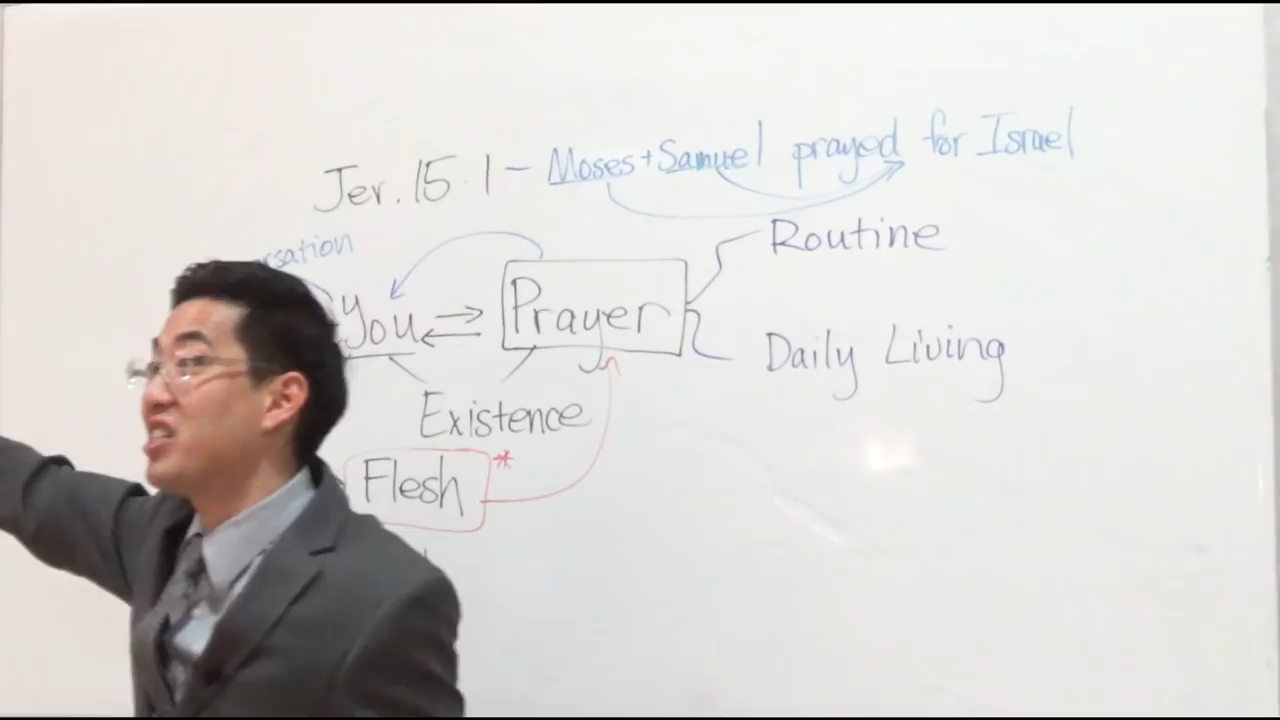 Jer. 15.1 - Moses + Samuel prayed for Israel
Routine
You Prayer
Daily Living
Existence
Flesh *